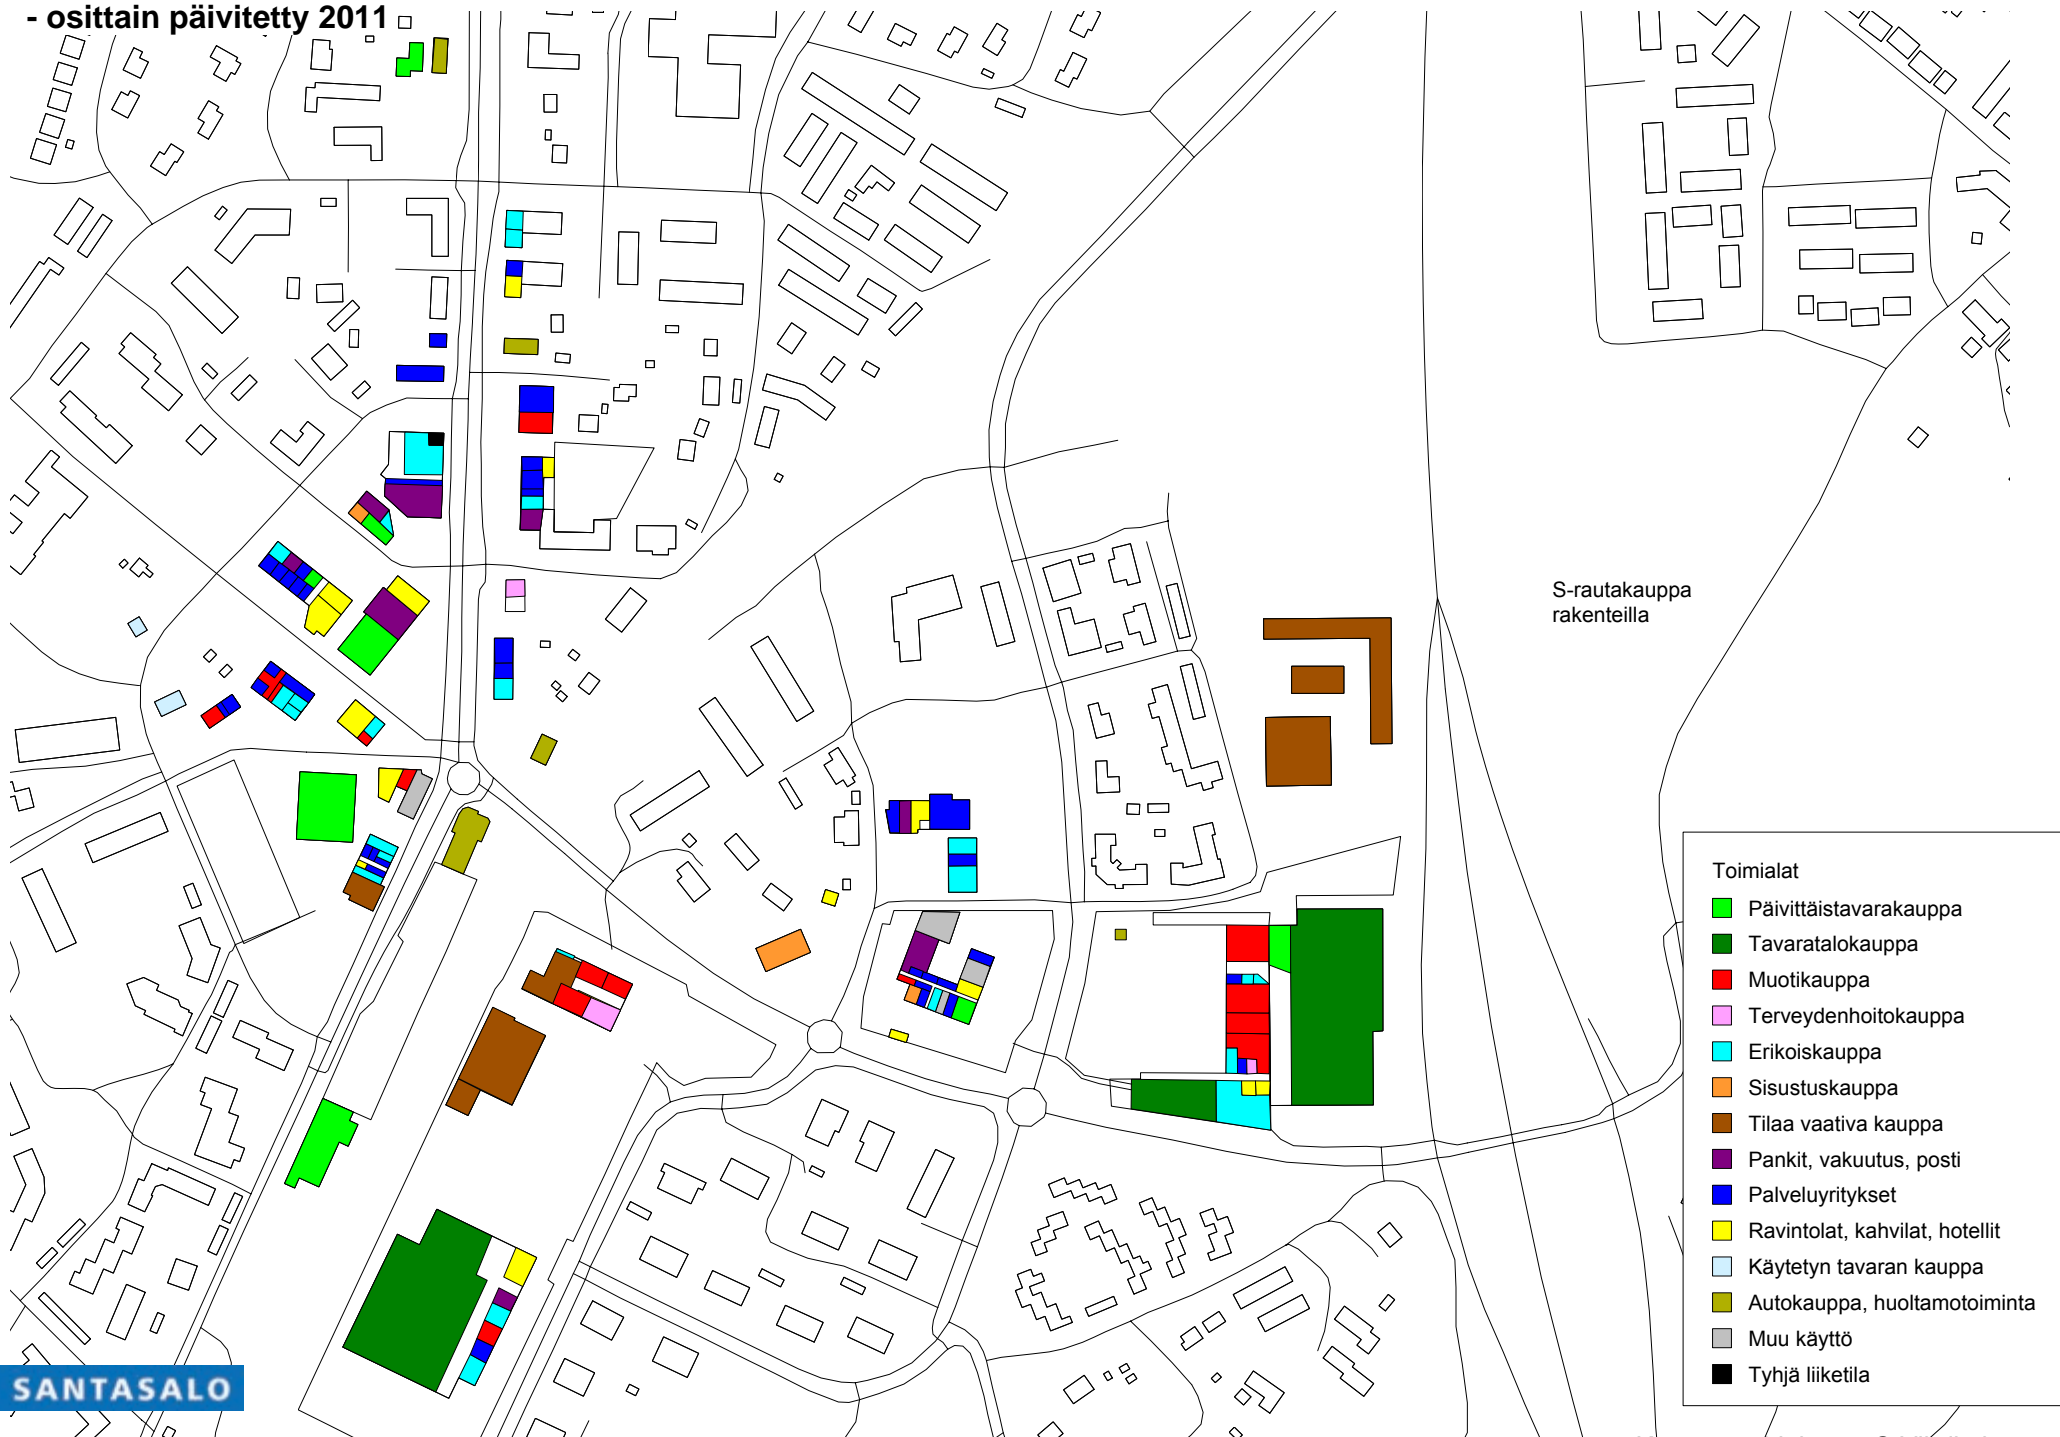 - osittain päivitetty 2011
S-rautakauppa
rakenteilla
Toimialat
Päivittäistavarakauppa
Tavaratalokauppa
Muotikauppa
Terveydenhoitokauppa
Erikoiskauppa
Sisustuskauppa
Tilaa vaativa kauppa
Pankit, vakuutus, posti
Palveluyritykset
Ravintolat, kahvilat, hotellit
Käytetyn tavaran kauppa
Autokauppa, huoltamotoiminta
Muu käyttö
Tyhjä liiketila
SANTASALO